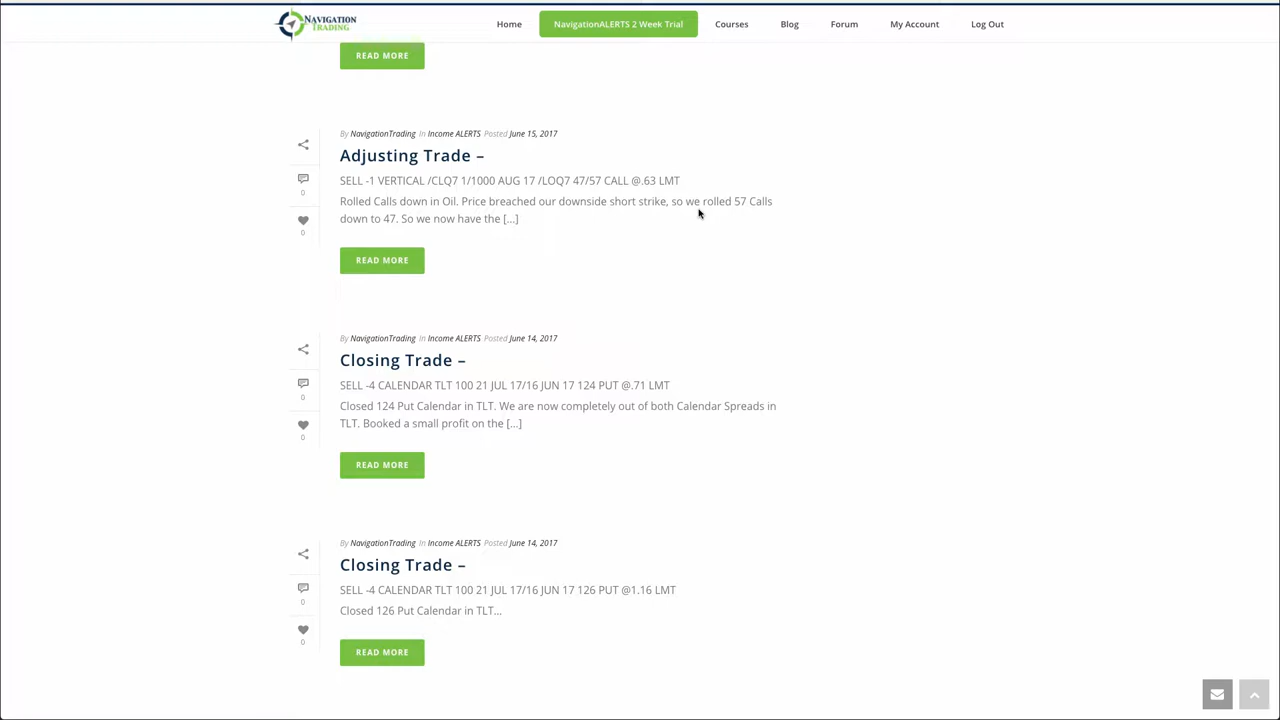 NAVIGATION
TRADING
Home
NavigationALERTS 2 Week Trial
Courses
Blog
Forum
My Account
Log Out
READ MORE
By NavigationTrading In Income ALERTS Posted June 15, 2017
Adjusting Trade –
SELL -1 VERTICAL /CLQ7 1/1000 AUG 17 /LOQ7 47/57 CALL @.63 LMT
0
Rolled Calls down in Oil. Price breached our downside short strike, so we rolled 57 Calls
down to 47. So we now have the [...]
0
READ MORE
By NavigationTrading In Income ALERTS Posted June 14, 2017
Closing Trade –
SELL -4 CALENDAR TLT 100 21 JUL 17/16 JUN 17 124 PUT @.71 LMT
0
Closed 124 Put Calendar in TLT. We are now completely out of both Calendar Spreads in
TLT. Booked a small profit on the [...]
0
READ MORE
By NavigationTrading In Income ALERTS Posted June 14, 2017
Closing Trade –
SELL -4 CALENDAR TLT 100 21 JUL 17/16 JUN 17 126 PUT @1.16 LMT
0
Closed 126 Put Calendar in TLT...
0
READ MORE